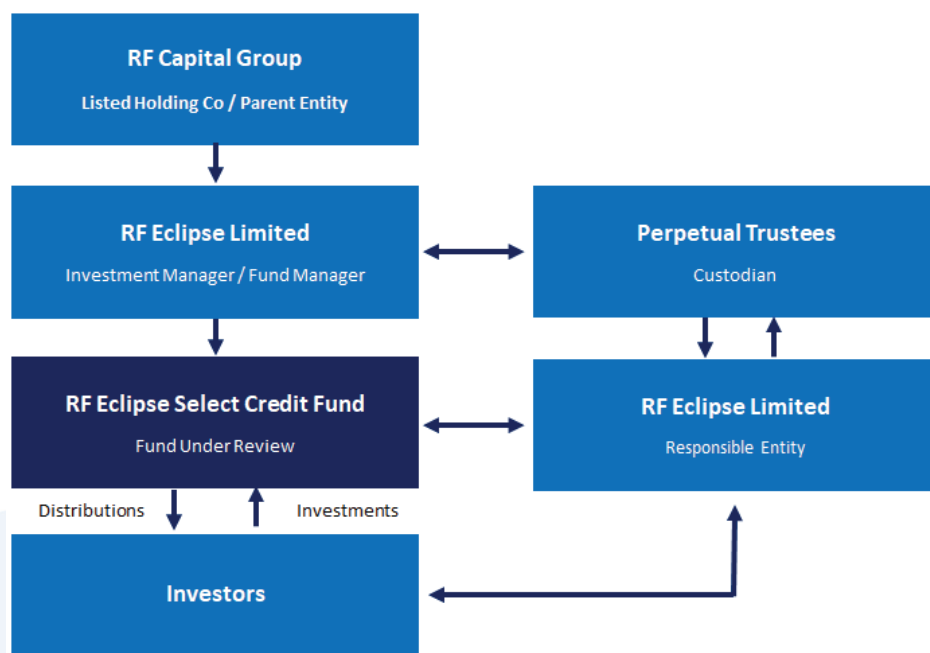 RF Capital Group
Listed Holding Co / Parent Entity
RF Eclipse Limited
Investment Manager / Fund Manager
Perpetual Trustees
Custodian
RF Eclipse Select Credit Fund
Fund Under Review
RF Eclipse Limited
Responsible Entity
Distributions
Investments
Investors